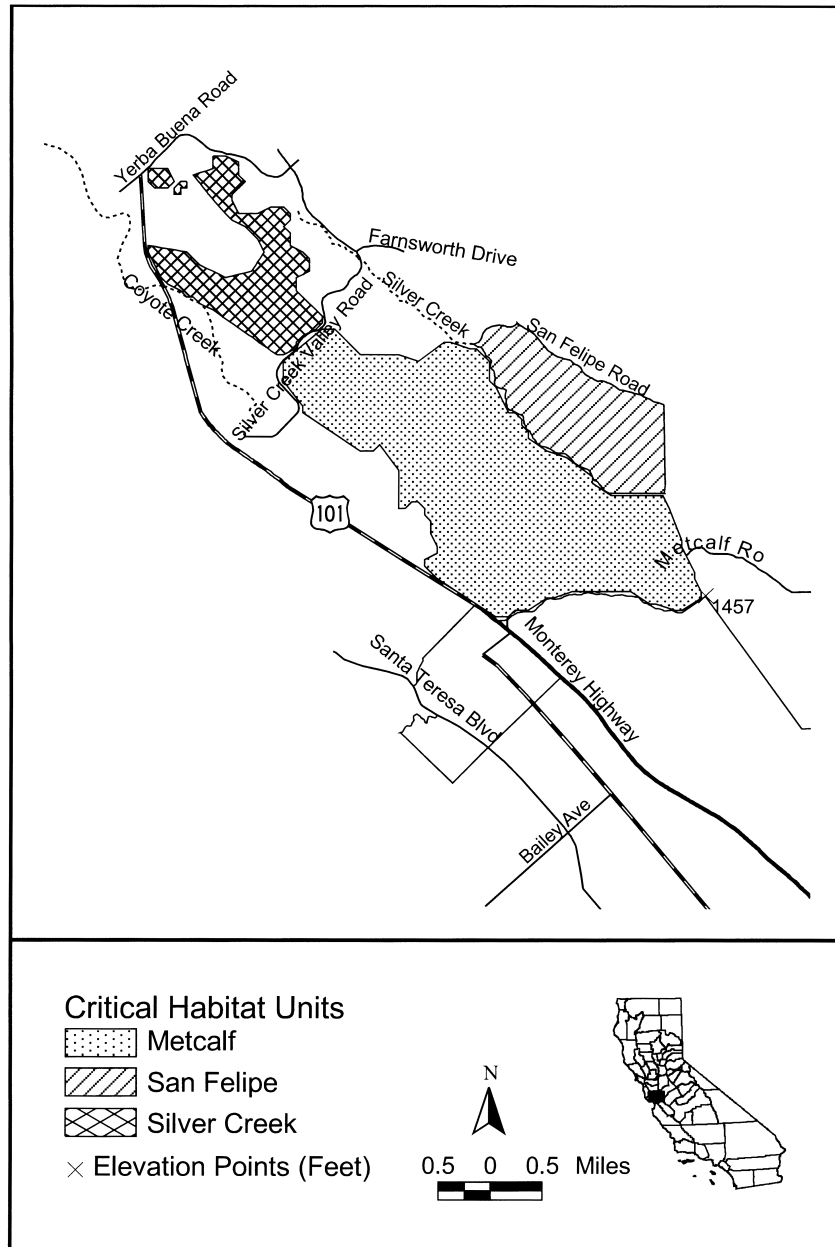 Yerba Buena Road
Farnsworth Drive
Silver Creek
San Felipe Road
Coyote Creek
Silver Creek Valley Road
101
Metcalf Ro
1457
Monterey Highway
Santa Teresa Blvd
Bailey Ave
Critical Habitat Units
Metcalf
San Felipe
Silver Creek
× Elevation Points (Feet)
N
0.5 0 0.5 Miles